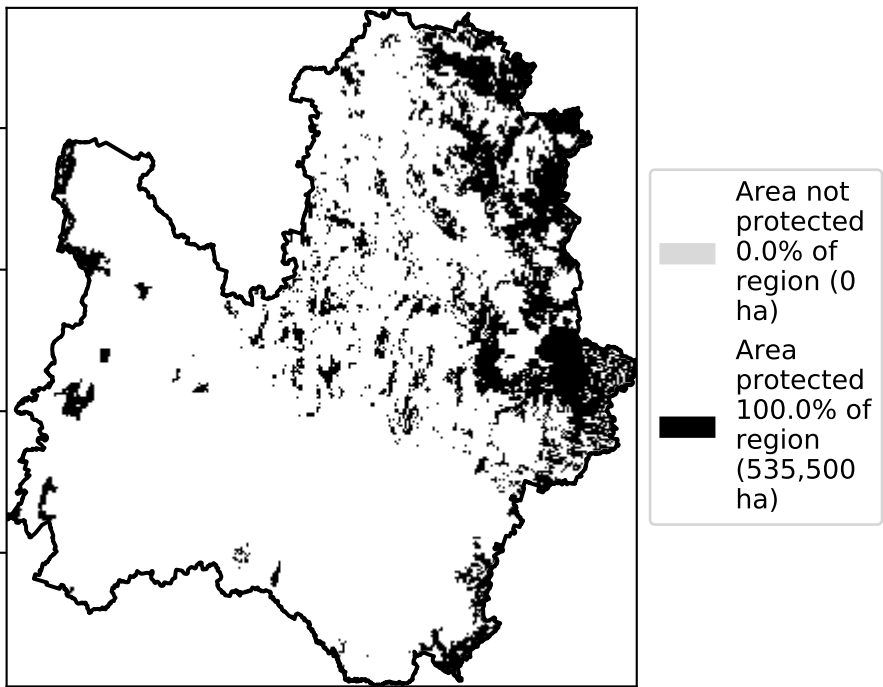 Area not
protected
0.0% of
region (0
ha)
Area
protected
100.0% of
region
(535,500
ha)